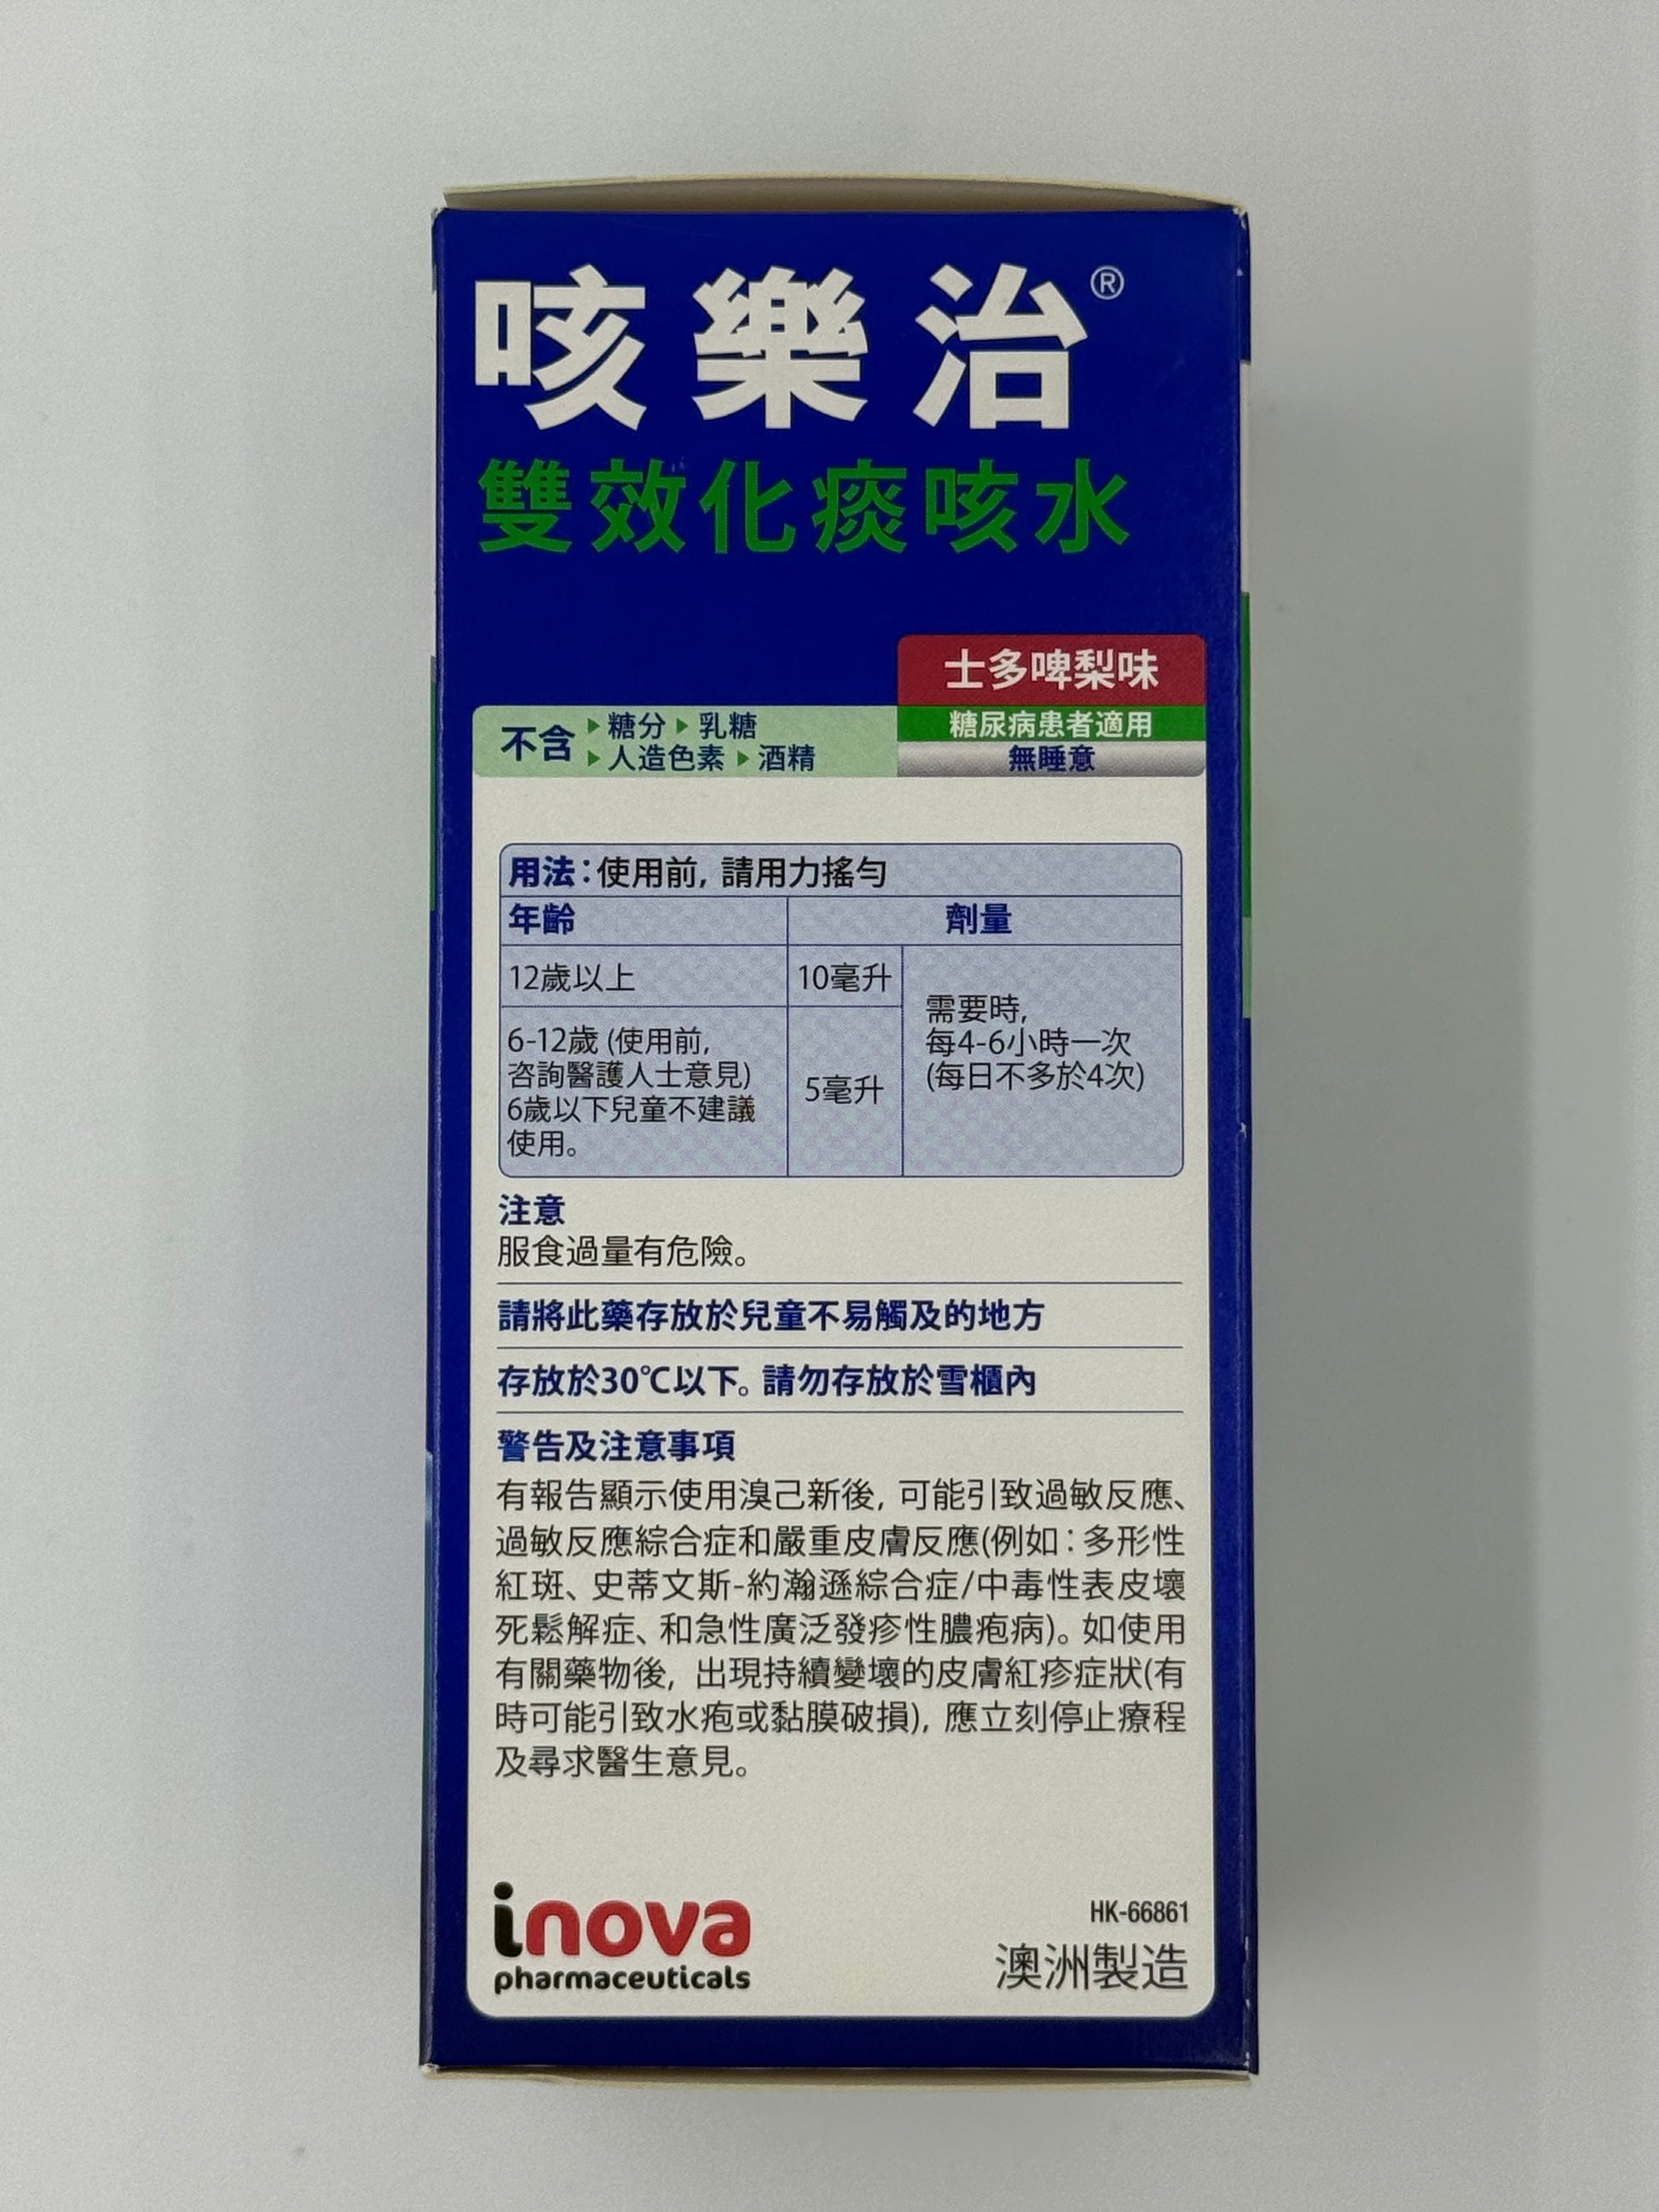 咳樂治®
雙效化痰咳水
士多啤梨味
糖尿病患者適用
無睡意
不含 ▸糖分 ▸乳糖
▸人造色素 ▸酒精
用法：使用前, 請用力搖勻
年齡 劑量
12歲以上 10毫升
6-12歲 (使用前,
咨詢醫護人士意見)
6歲以下兒童不建議
使用。
5毫升
需要時,
每4-6小時一次
(每日不多於4次)
注意
服食過量有危險。
請將此藥存放於兒童不易觸及的地方
存放於30℃以下。請勿存放於雪櫃內
警告及注意事項
有報告顯示使用溴己新後, 可能引致過敏反應、
過敏反應綜合症和嚴重皮膚反應(例如：多形性
紅斑、史蒂文斯-約瀚遜綜合症/中毒性表皮壞
死鬆解症、和急性廣泛發疹性膿疱病)。如使用
有關藥物後, 出現持續變壞的皮膚紅疹症狀(有
時可能引致水疱或黏膜破損), 應立刻停止療程
及尋求醫生意見。
inova
pharmaceuticals
HK-66861
澳洲製造